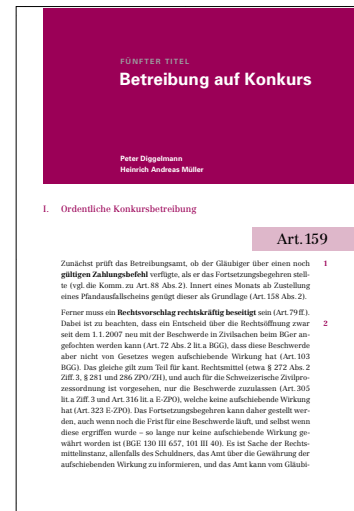 FÜNFTER TITEL
Betreibung auf Konkurs
Peter Diggelmann
Heinrich Andreas Müller
I. Ordentliche Konkursbetreibung
Art. 159
Zunächst prüft das Betreibungsamt, ob der Gläubiger über einen noch 1
gültigen Zahlungsbefehl verfügte, als er das Fortsetzungsbegehren stell-
te (vgl. die Komm. zu Art. 88 Abs. 2). Innert eines Monats ab Zustellung
eines Pfandausfallscheins genügt dieser als Grundlage (Art. 158 Abs. 2).
Ferner muss ein Rechtsvorschlag rechtskräftig beseitigt sein (Art. 79 ff.).
Dabei ist zu beachten, dass ein Entscheid über die Rechtsöffnung zwar 2
seit dem 1.1.2007 neu mit der Beschwerde in Zivilsachen beim BGer an-
gefochten werden kann (Art. 72 Abs. 2 lit. a BGG), dass diese Beschwerde
aber nicht von Gesetzes wegen aufschiebende Wirkung hat (Art. 103
BGG). Das gleiche gilt zum Teil für kant. Rechtsmittel (etwa § 272 Abs. 2
Ziff. 3, § 281 und 286 ZPO/ZH), und auch für die Schweizerische Zivilpro-
zessordnung ist vorgesehen, nur die Beschwerde zuzulassen (Art. 305
lit. a Ziff. 3 und Art. 316 lit. a E-ZPO), welche keine aufschiebende Wirkung
hat (Art. 323 E-ZPO). Das Fortsetzungsbegehren kann daher gestellt wer-
den, auch wenn noch die Frist für eine Beschwerde läuft, und selbst wenn
diese ergriffen wurde – so lange nur keine aufschiebende Wirkung ge-
währt worden ist (BGE 130 III 657, 101 III 40). Es ist Sache der Rechts-
mittelinstanz, allenfalls des Schuldners, das Amt über die Gewährung der
aufschiebenden Wirkung zu informieren, und das Amt kann vom Gläubi-